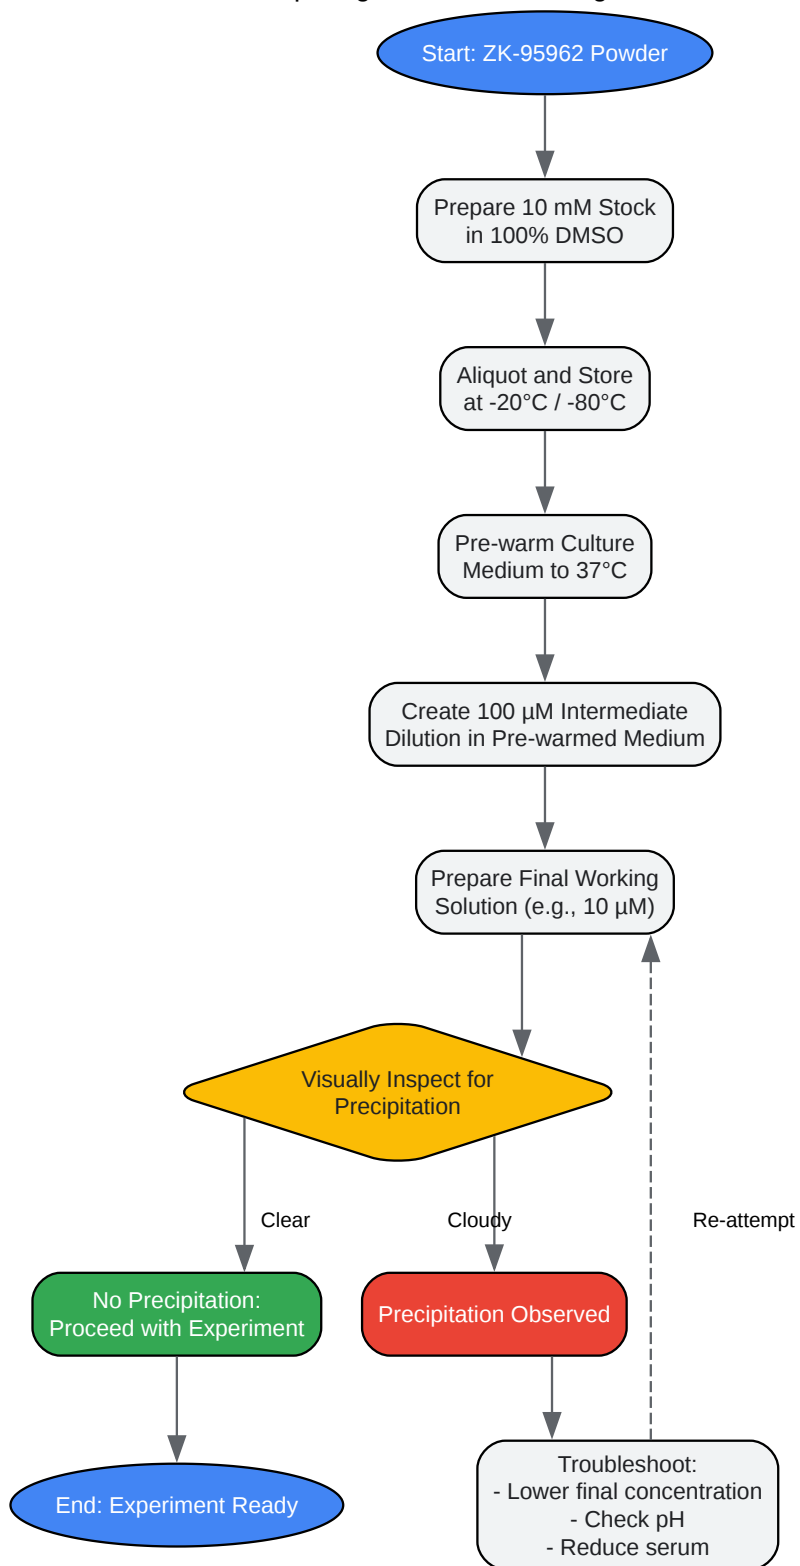 Start: ZK-95962 Powder
Prepare 10 mM Stock
in 100% DMSO
Aliquot and Store
at -20°C / -80°C
Pre-warm Culture
Medium to 37°C
Create 100 µM Intermediate
Dilution in Pre-warmed Medium
Prepare Final Working
Solution (e.g., 10 µM)
Visually Inspect for
Precipitation
Clear
Cloudy
Re-attempt
No Precipitation:
Proceed with Experiment
Precipitation Observed
End: Experiment Ready
Troubleshoot:
- Lower final concentration
- Check pH
- Reduce serum